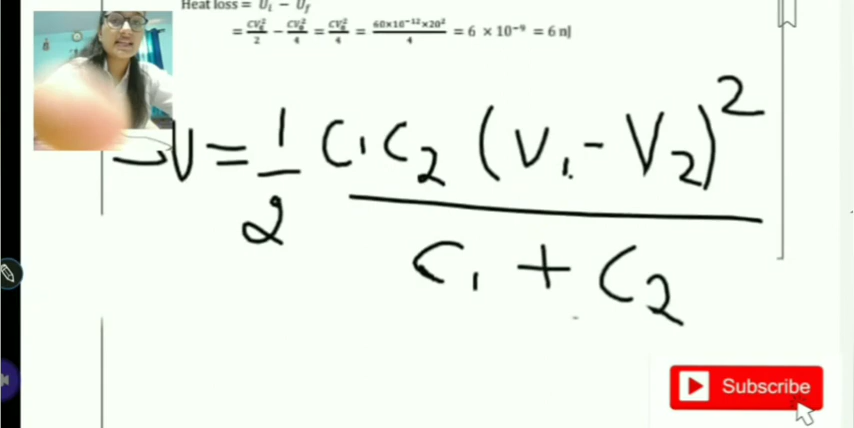 Heat loss = U_i − U_f
= CV₀²/2 − CV₀²/4 = CV₀²/4 = 60×10⁻¹²×20²/4 = 6 × 10⁻⁹ = 6 nJ
U = 1/2 C₁C₂ (V₁ - V₂)² / C₁ + C₂
Subscribe